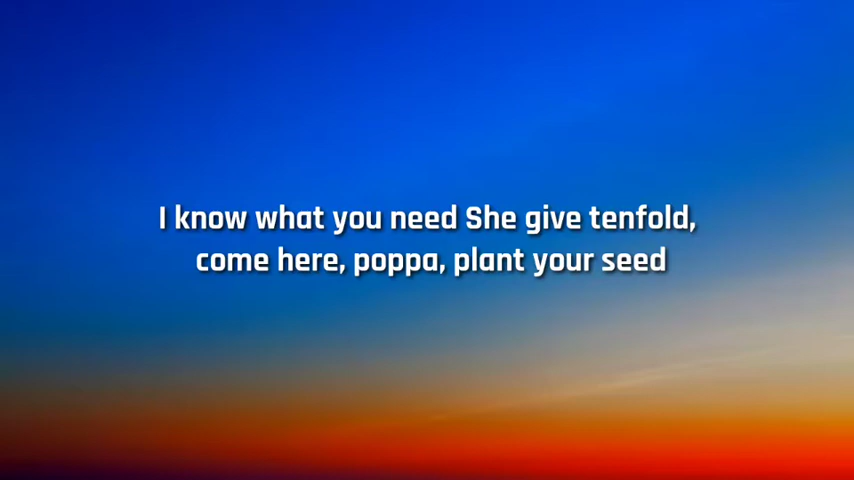 I know what you need She give tenfold,
come here, poppa, plant your seed